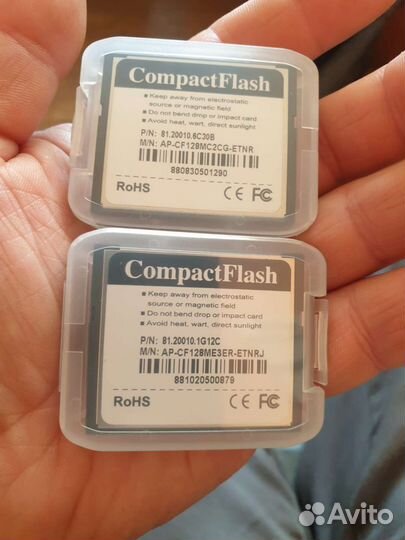 CompactFlash
■ Keep away from electrostatic
source or magnetic field
■ Do not bend drop or impact card
■ Avoid heat, wart, direct sunlight
P/N: 81.20010.6C30B
M/N: AP-CF128MC2CG-ETNR
880830501290
RoHS CE FC
CompactFlash
■ Keep away from electrostatic
source or magnetic field
■ Do not bend drop or impact card
■ Avoid heat, wart, direct sunlight
P/N: 81.20010.1G12C
M/N: AP-CF128ME3ER-ETNRJ
881020500879
RoHS CE FC
Avito